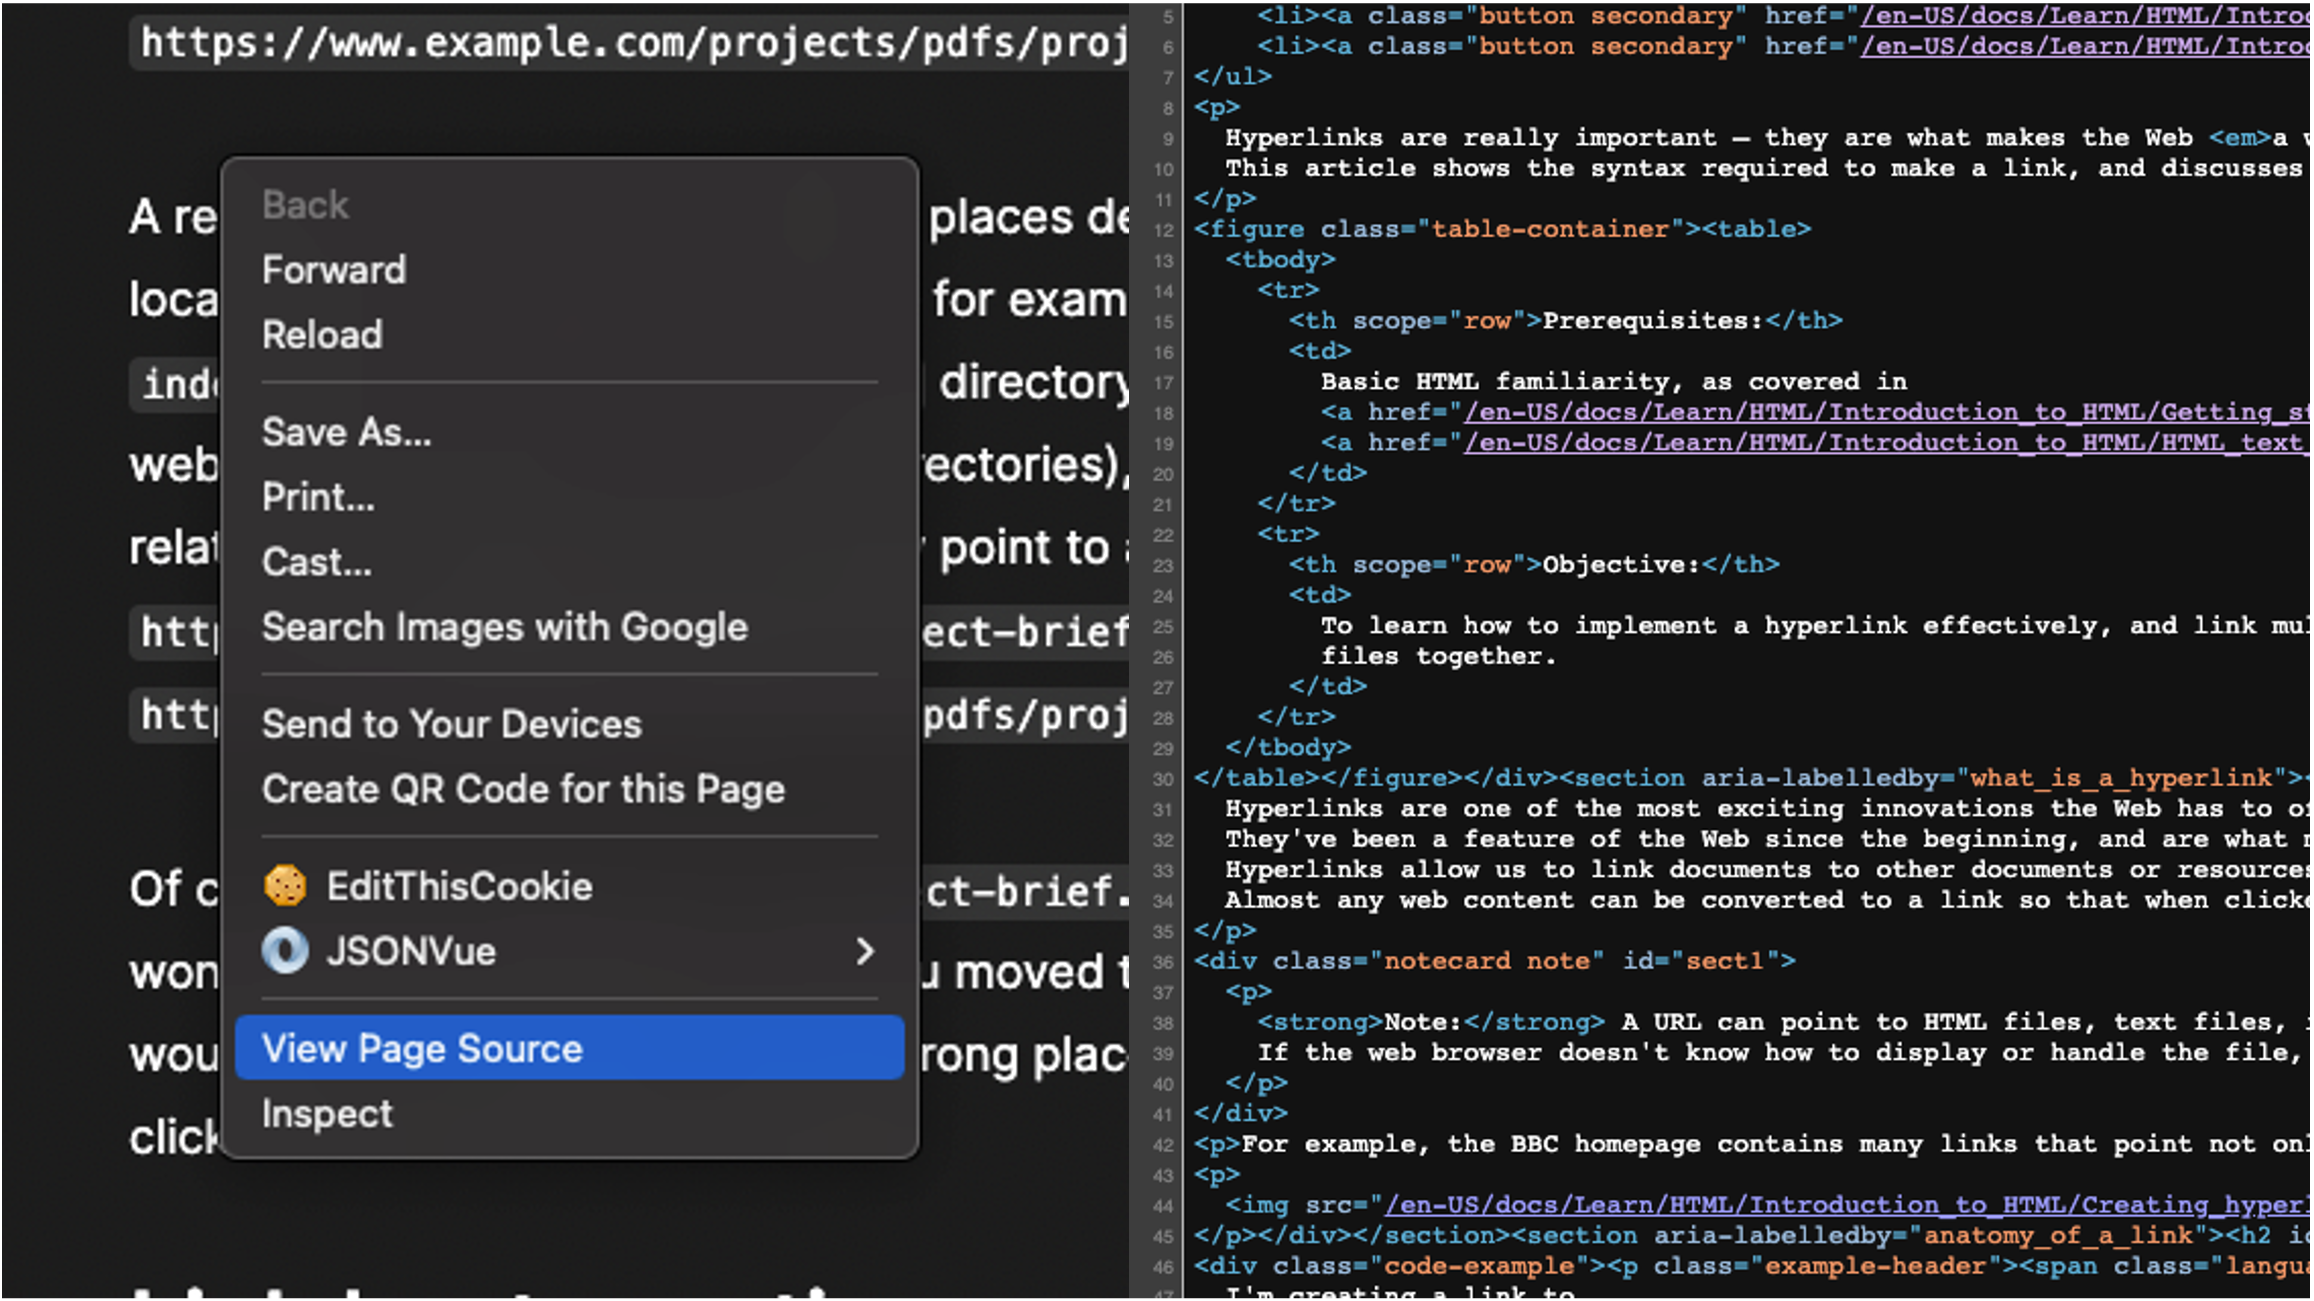 https://www.example.com/projects/pdfs/proj
A re
places de
loca
for exam
directory
web
ectories),
relat
point to
ect-brief
pdfs/proj
Of c
ct-brief.
won
u moved t
wou
rong plac
click
Back
Forward
Reload
Save As...
Print...
Cast...
Search Images with Google
Send to Your Devices
Create QR Code for this Page
EditThisCookie
JSONVue
View Page Source
Inspect
5 <li><a class="button secondary" href="/en-US/docs/Learn/HTML/Introd
6 <li><a class="button secondary" href="/en-US/docs/Learn/HTML/Introd
7 </ul>
8 <p>
9 Hyperlinks are really important — they are what makes the Web <em>a w
10 This article shows the syntax required to make a link, and discusses
11 </p>
12 <figure class="table-container"><table>
13 <tbody>
14 <tr>
15 <th scope="row">Prerequisites:</th>
16 <td>
17 Basic HTML familiarity, as covered in
18 <a href="/en-US/docs/Learn/HTML/Introduction_to_HTML/Getting_st
19 <a href="/en-US/docs/Learn/HTML/Introduction_to_HTML/HTML_text_
20 </td>
21 </tr>
22 <tr>
23 <th scope="row">Objective:</th>
24 <td>
25 To learn how to implement a hyperlink effectively, and link mul
26 files together.
27 </td>
28 </tr>
29 </tbody>
30 </table></figure></div><section aria-labelledby="what_is_a_hyperlink"><
31 Hyperlinks are one of the most exciting innovations the Web has to of
32 They've been a feature of the Web since the beginning, and are what m
33 Hyperlinks allow us to link documents to other documents or resources
34 Almost any web content can be converted to a link so that when clicke
35 </p>
36 <div class="notecard note" id="sect1">
37 <p>
38 <strong>Note:</strong> A URL can point to HTML files, text files, i
39 If the web browser doesn't know how to display or handle the file,
40 </p>
41 </div>
42 <p>For example, the BBC homepage contains many links that point not onl
43 <p>
44 <img src="/en-US/docs/Learn/HTML/Introduction_to_HTML/Creating_hyperl
45 </p></div></section><section aria-labelledby="anatomy_of_a_link"><h2 id
46 <div class="code-example"><p class="example-header"><span class="langua
47 I'm creating a link to